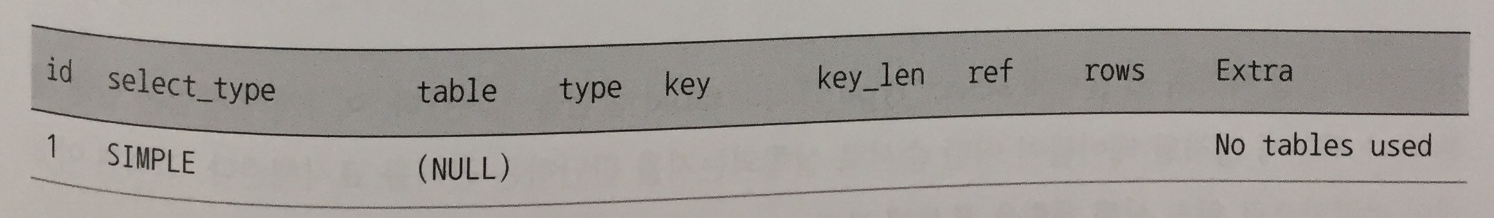 id select_type table type key key_len ref rows Extra
1 SIMPLE (NULL) No tables used